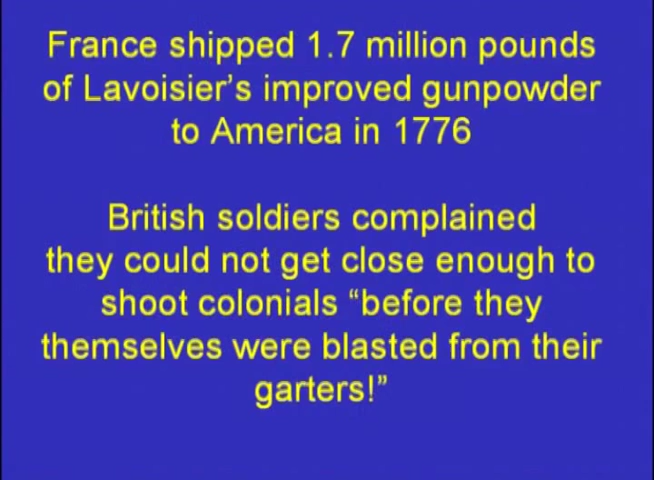 France shipped 1.7 million pounds
of Lavoisier’s improved gunpowder
to America in 1776
British soldiers complained
they could not get close enough to
shoot colonials “before they
themselves were blasted from their
garters!”